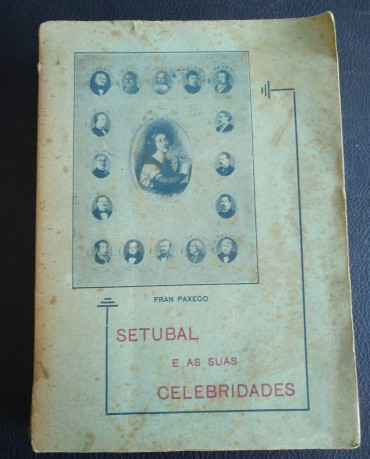 FRAN PAXECO
SETUBAL
E AS SUAS
CELEBRIDADES